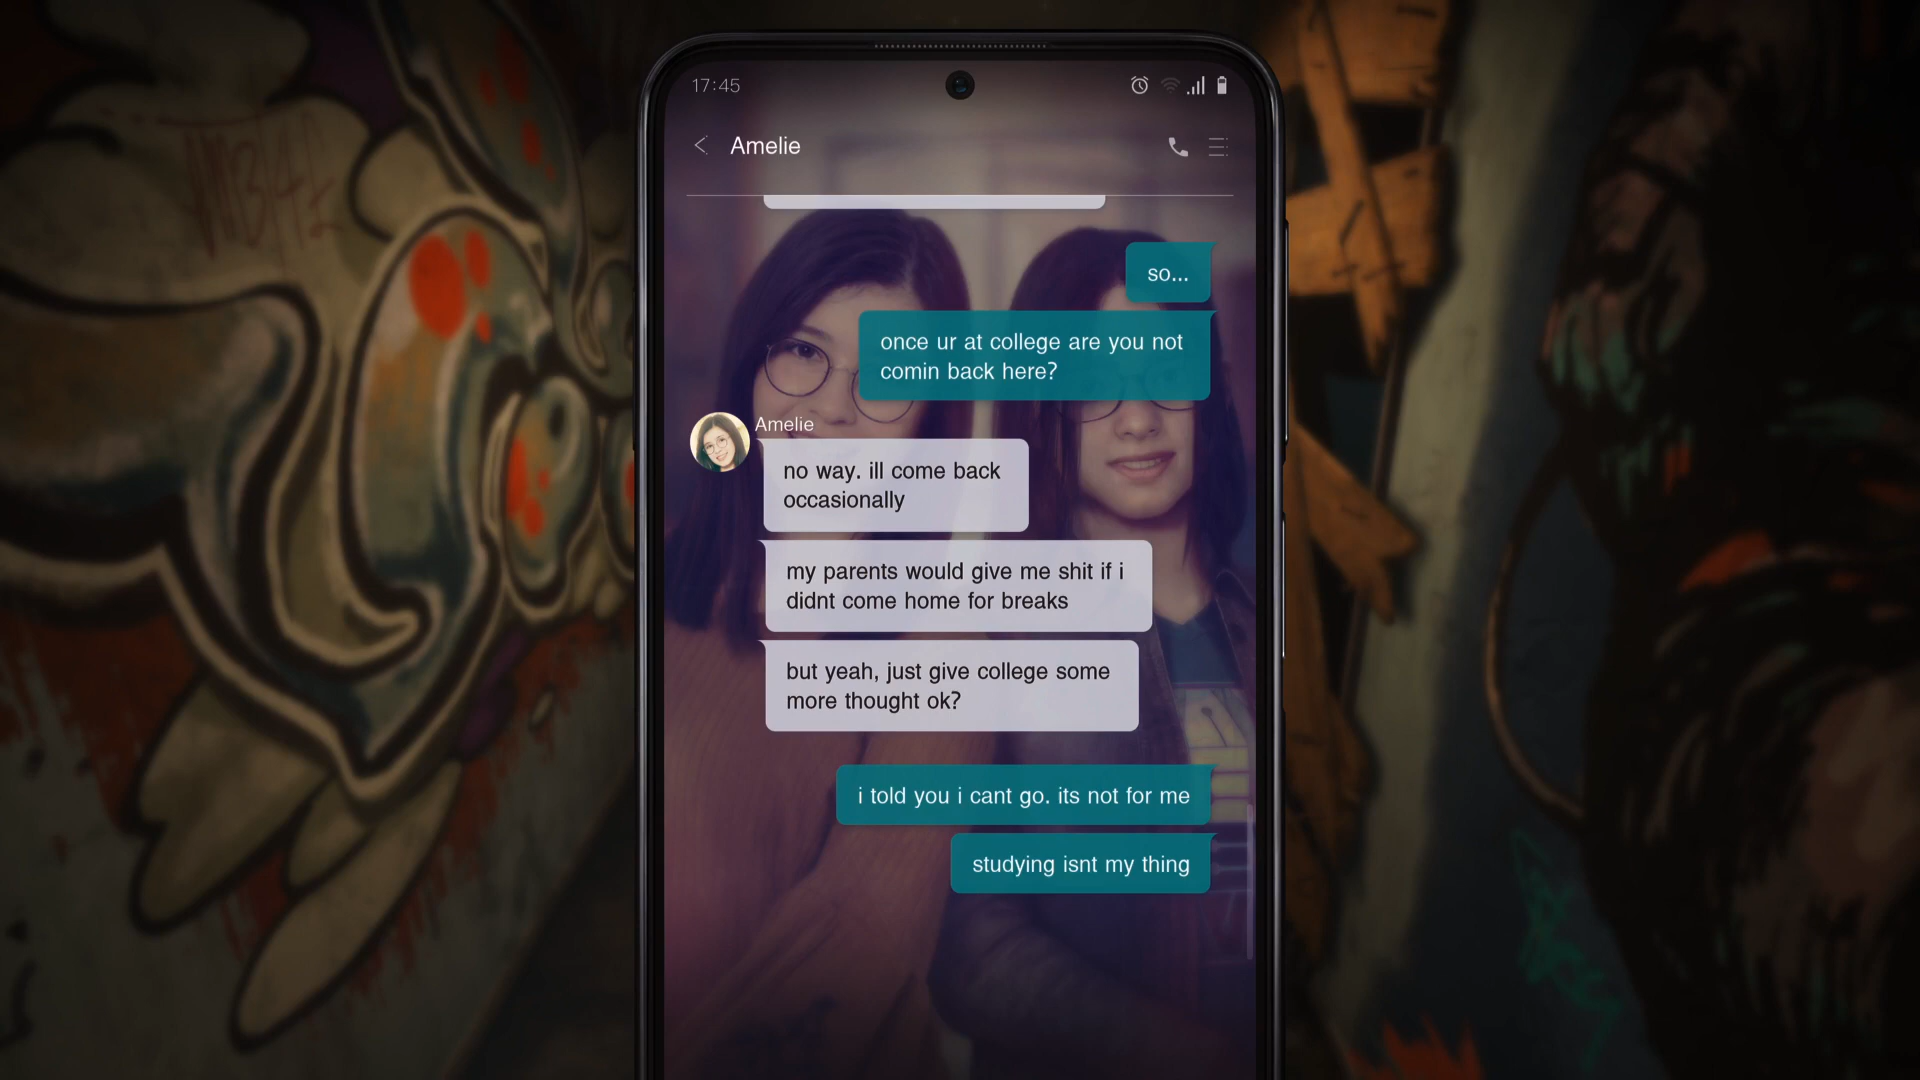 17:45
Amelie
so...
once ur at college are you not
comin back here?
Amelie
no way. ill come back
occasionally
my parents would give me shit if i
didnt come home for breaks
but yeah, just give college some
more thought ok?
i told you i cant go. its not for me
studying isnt my thing